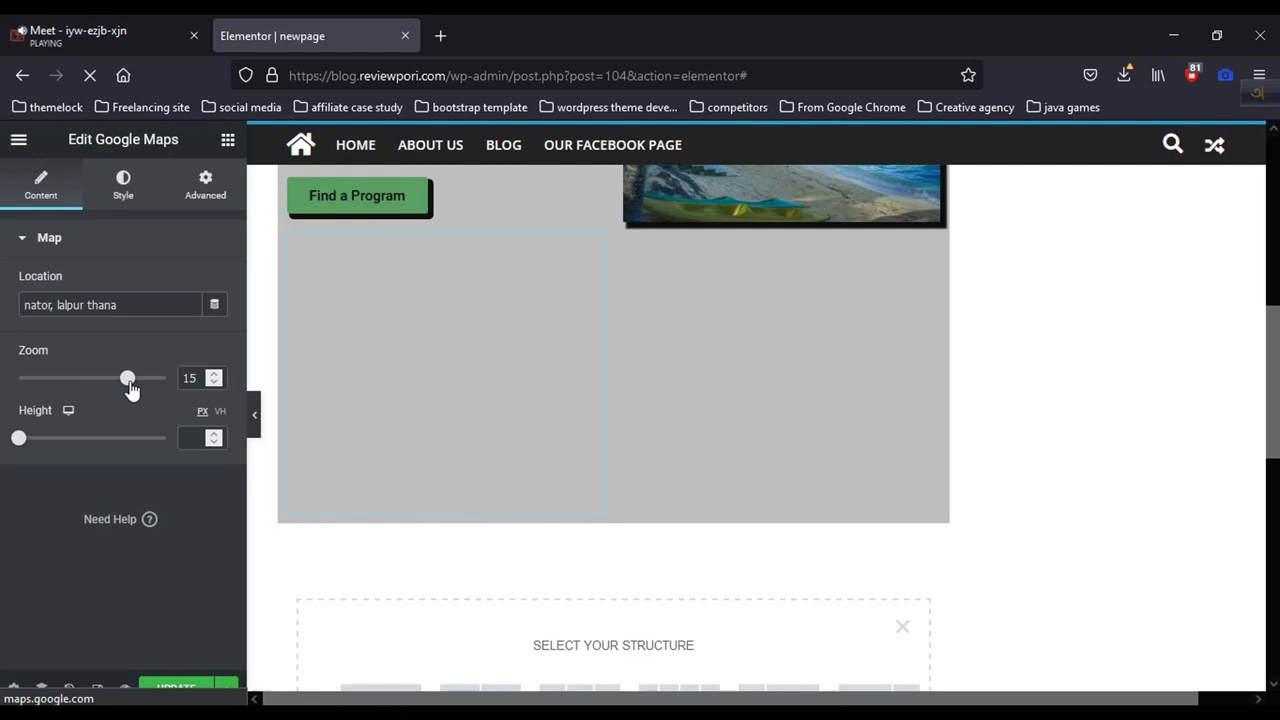 Meet - iyw-ezjb-xjn
PLAYING
Elementor | newpage
https://blog.reviewpori.com/wp-admin/post.php?post=104&action=elementor#
81
themelock
Freelancing site
social media
affiliate case study
bootstrap template
wordpress theme deve...
competitors
From Google Chrome
Creative agency
java games
Edit Google Maps
HOME
ABOUT US
BLOG
OUR FACEBOOK PAGE
Content
Style
Advanced
Find a Program
Map
Location
nator, lalpur thana
Zoom
15
Height
PX
VH
Need Help ?
SELECT YOUR STRUCTURE
UPDATE
maps.google.com